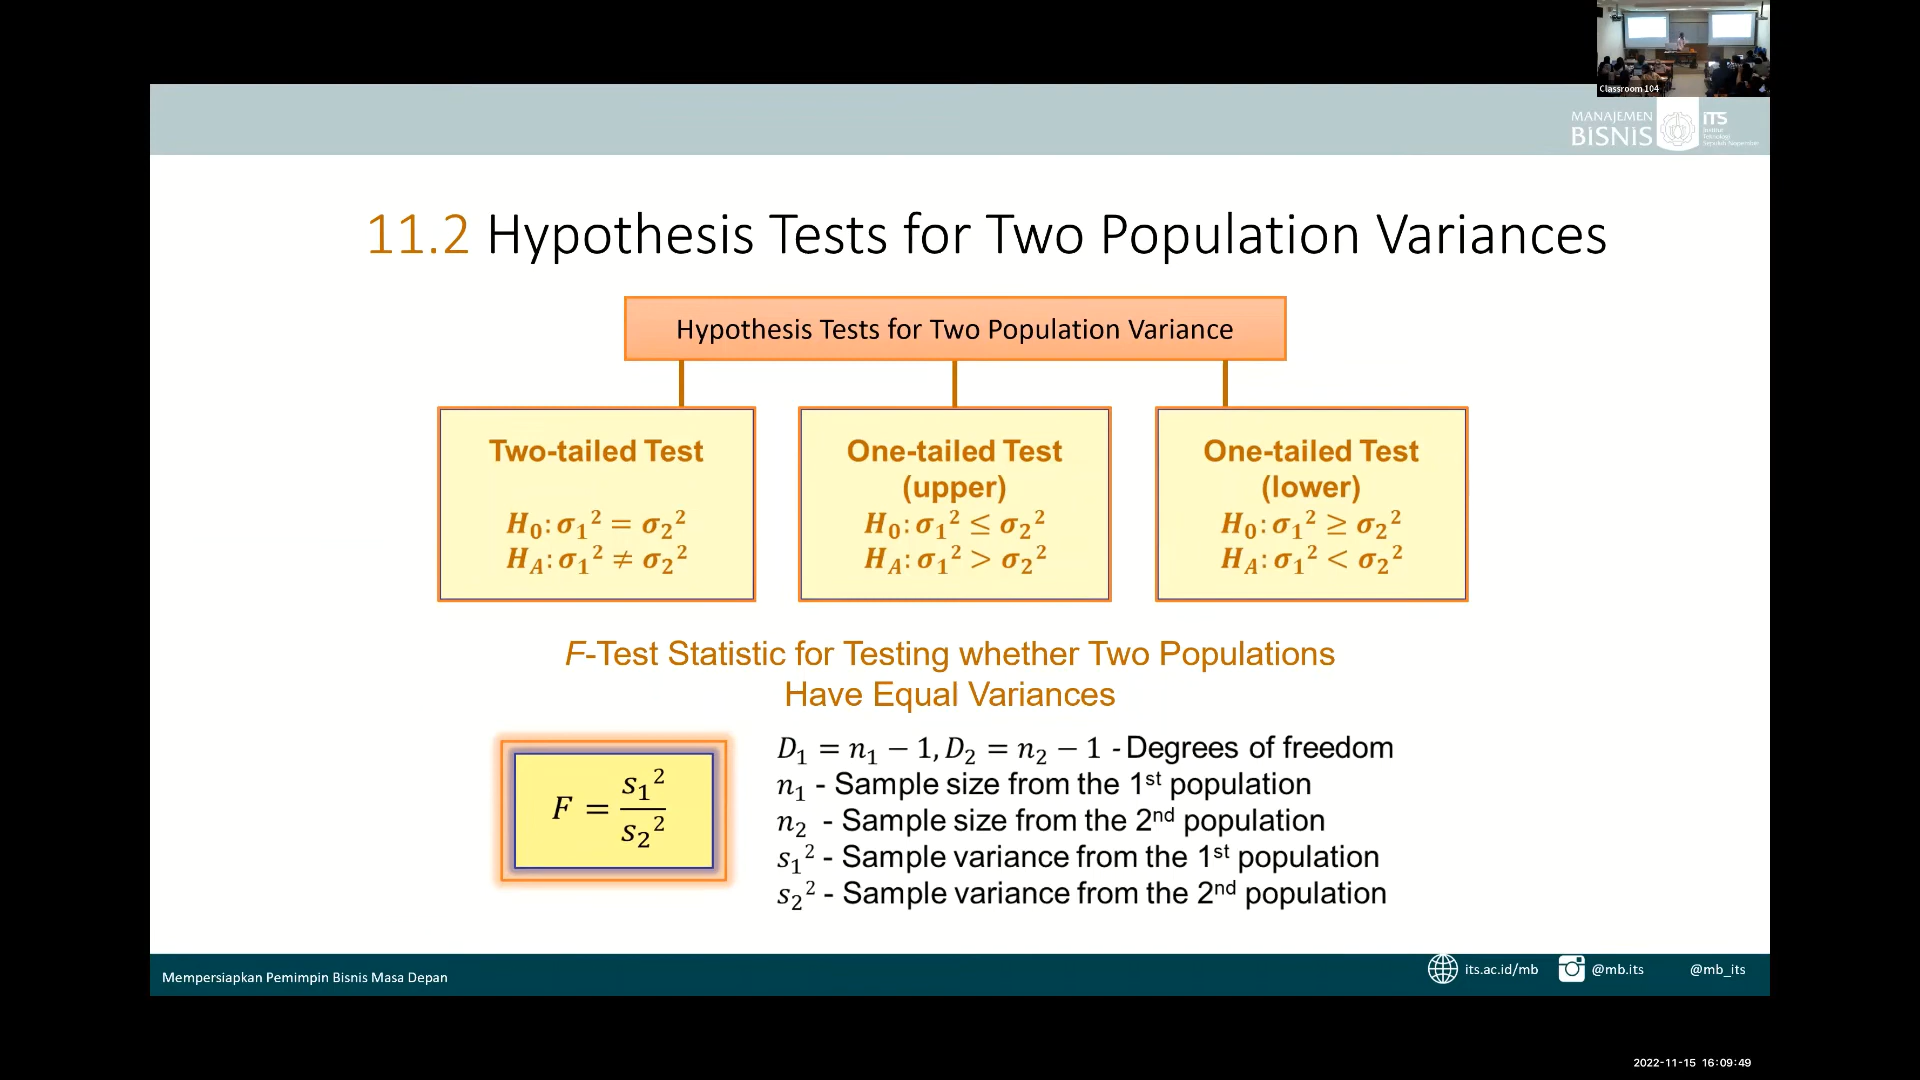 Classroom 104
MANAJEMEN
BISNIS
ITS
Institut
Teknologi
Sepuluh Nopember
11.2 Hypothesis Tests for Two Population Variances
Hypothesis Tests for Two Population Variance
Two-tailed Test
H₀: σ₁² = σ₂²
H_A: σ₁² ≠ σ₂²
One-tailed Test
(upper)
H₀: σ₁² ≤ σ₂²
H_A: σ₁² > σ₂²
One-tailed Test
(lower)
H₀: σ₁² ≥ σ₂²
H_A: σ₁² < σ₂²
F-Test Statistic for Testing whether Two Populations
Have Equal Variances
F = s₁² / s₂²
D₁ = n₁ − 1, D₂ = n₂ − 1 - Degrees of freedom
n₁ - Sample size from the 1st population
n₂ - Sample size from the 2nd population
s₁² - Sample variance from the 1st population
s₂² - Sample variance from the 2nd population
Mempersiapkan Pemimpin Bisnis Masa Depan
its.ac.id/mb
@mb.its
@mb_its
2022-11-15 16:09:49